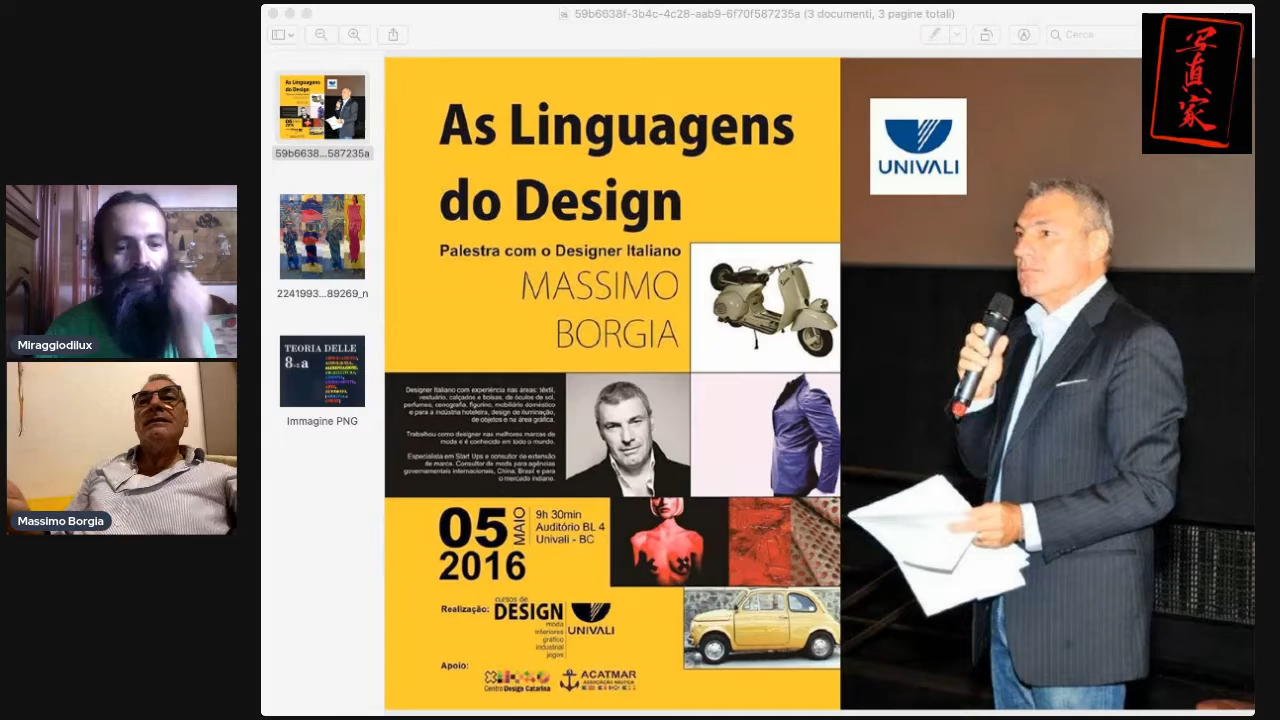 59b6638f-3b4c-4c28-aab9-6f70f587235a (3 documenti, 3 pagine totali)
Cerca
写
真
家
59b6638...587235a
2241993...89269_n
TEORIA DELLE
8 a
Immagine PNG
Miraggiodilux
Massimo Borgia
As Linguagens
do Design
Palestra com o Designer Italiano
MASSIMO
BORGIA
UNIVALI
Designer Italiano com experiência nas áreas: têxtil,
vestuário, calçados e bolsas, de óculos de sol,
perfumes, cenografia, figurino, mobiliário doméstico
e para a indústria hoteleira, design de iluminação,
de objetos e na área gráfica.
Trabalhou como designer nas melhores marcas de
moda e é conhecido em todo o mundo.
Especialista em Start Ups e consultor de extensão
de marca. Consultor de moda para agências
governamentais internacionais, China, Brasil e para
o mercado indiano.
05
MAIO
2016
9h 30min
Auditório BL 4
Univali - BC
Realização:
cursos de
DESIGN
moda
interiores
gráfico
industrial
jogos
UNIVALI
Apoio:
Centro Design Catarina
ACATMAR